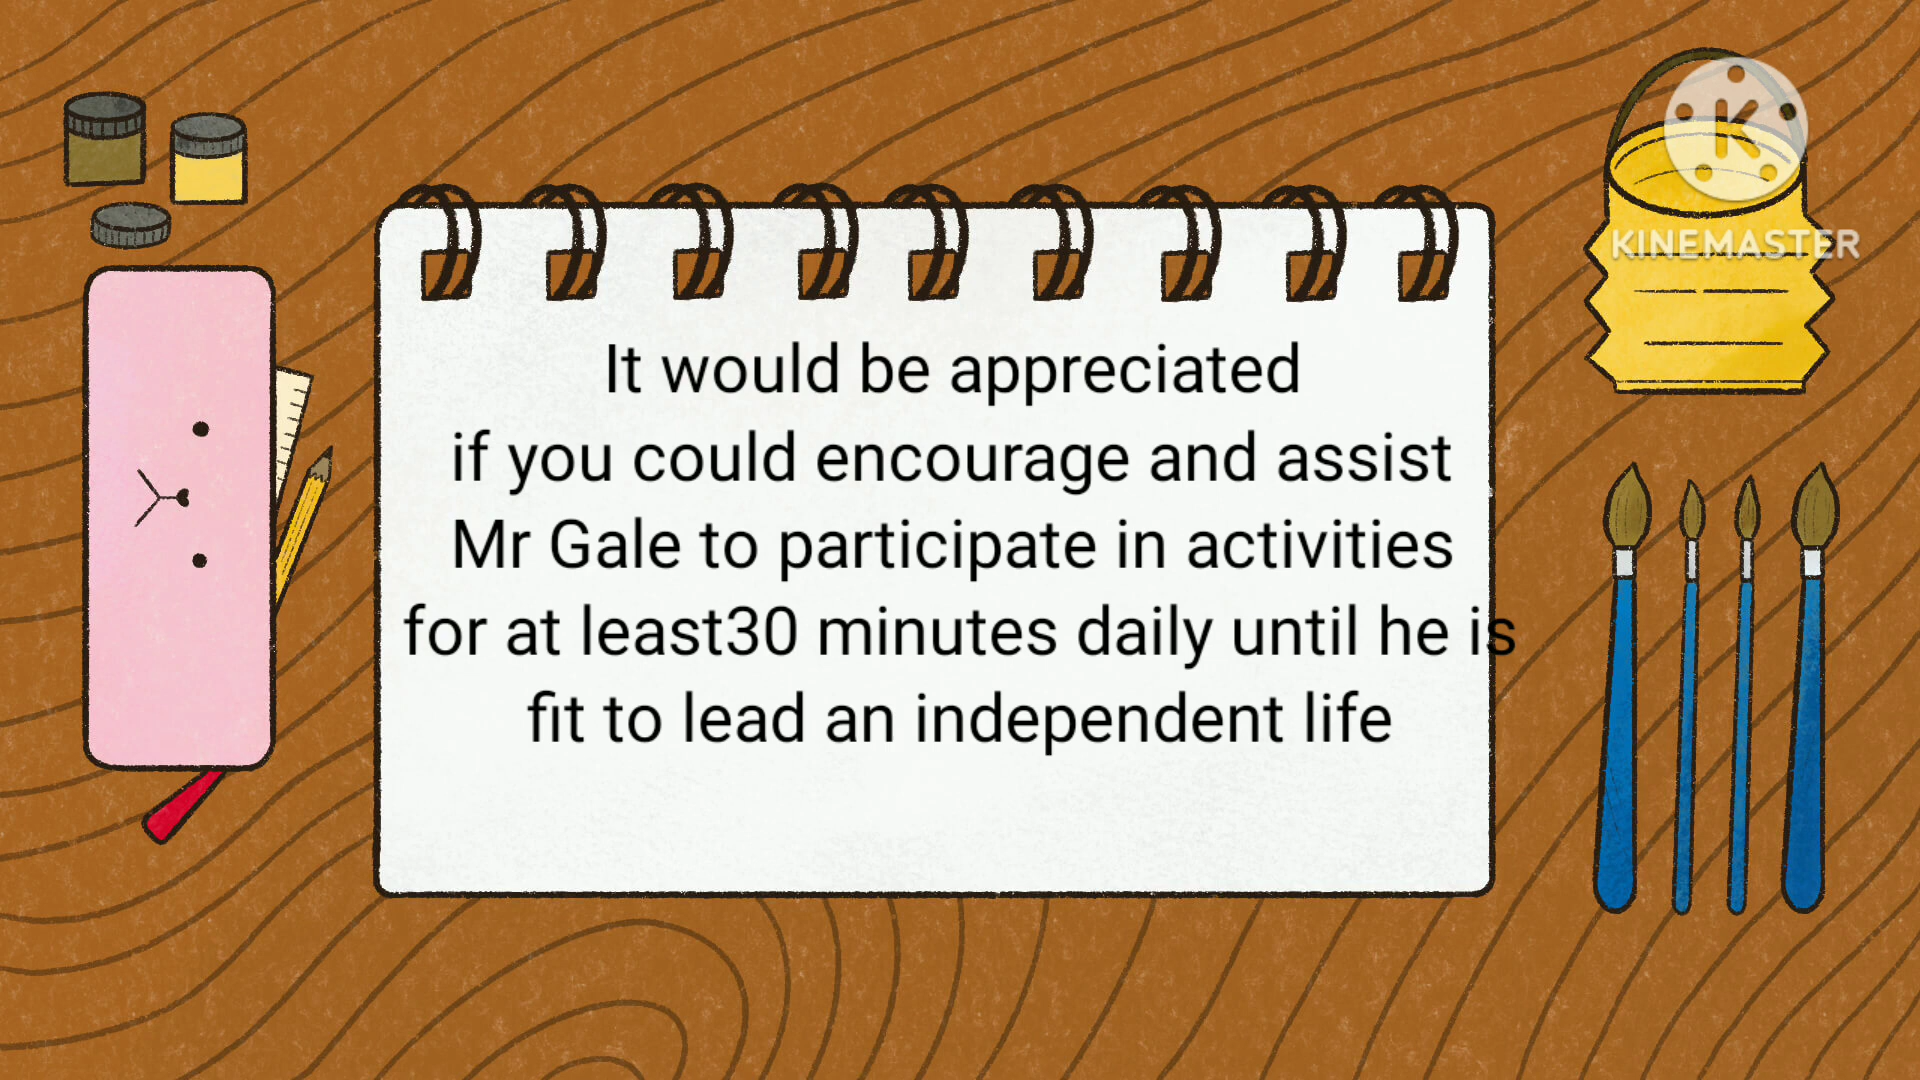 KINEMASTER
It would be appreciated
if you could encourage and assist
Mr Gale to participate in activities
for at least30 minutes daily until he is
fit to lead an independent life